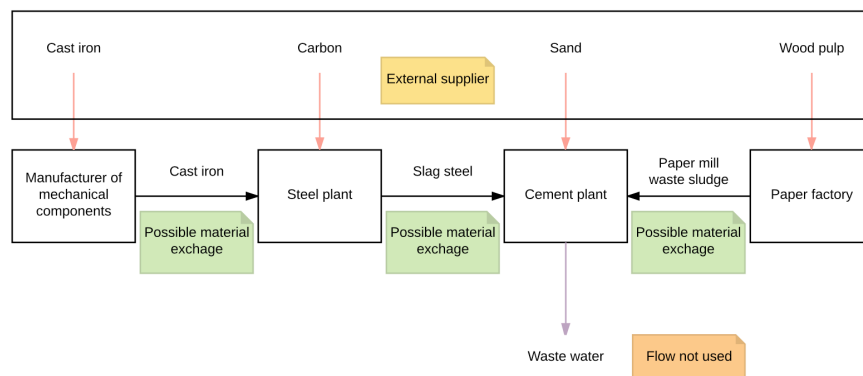 Cast iron
Carbon
Sand
Wood pulp
External supplier
Manufacturer of
mechanical
components
Cast iron
Steel plant
Slag steel
Cement plant
Paper mill
waste sludge
Paper factory
Possible material
exchage
Possible material
exchage
Possible material
exchage
Waste water
Flow not used